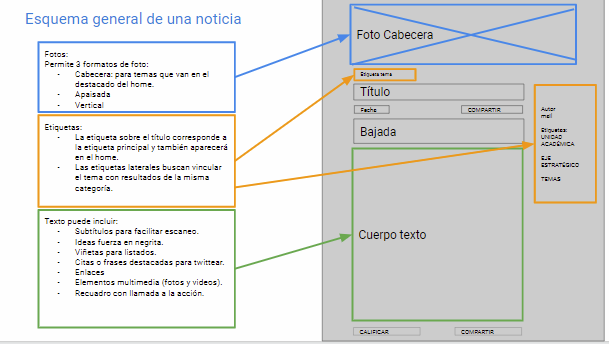 Esquema general de una noticia
Fotos:
Permite 3 formatos de foto:
- Cabecera: para temas que van en el
destacado del home.
- Apaisada
- Vertical
Etiquetas:
- La etiqueta sobre el título corresponde a
la etiqueta principal y también aparecerá
en el home.
- Las etiquetas laterales buscan vincular
el tema con resultados de la misma
categoría.
Texto puede incluir:
- Subtítulos para facilitar escaneo.
- Ideas fuerza en negrita.
- Viñetas para listados.
- Citas o frases destacadas para twittear.
- Enlaces
- Elementos multimedia (fotos y videos).
- Recuadro con llamada a la acción.
Foto Cabecera
Etiqueta tema
Título
Fecha
COMPARTIR
Bajada
Cuerpo texto
CALIFICAR
COMPARTIR
Autor
mail
Etiquetas:
UNIDAD
ACADÉMICA
EJE
ESTRATÉGICO
TEMAS